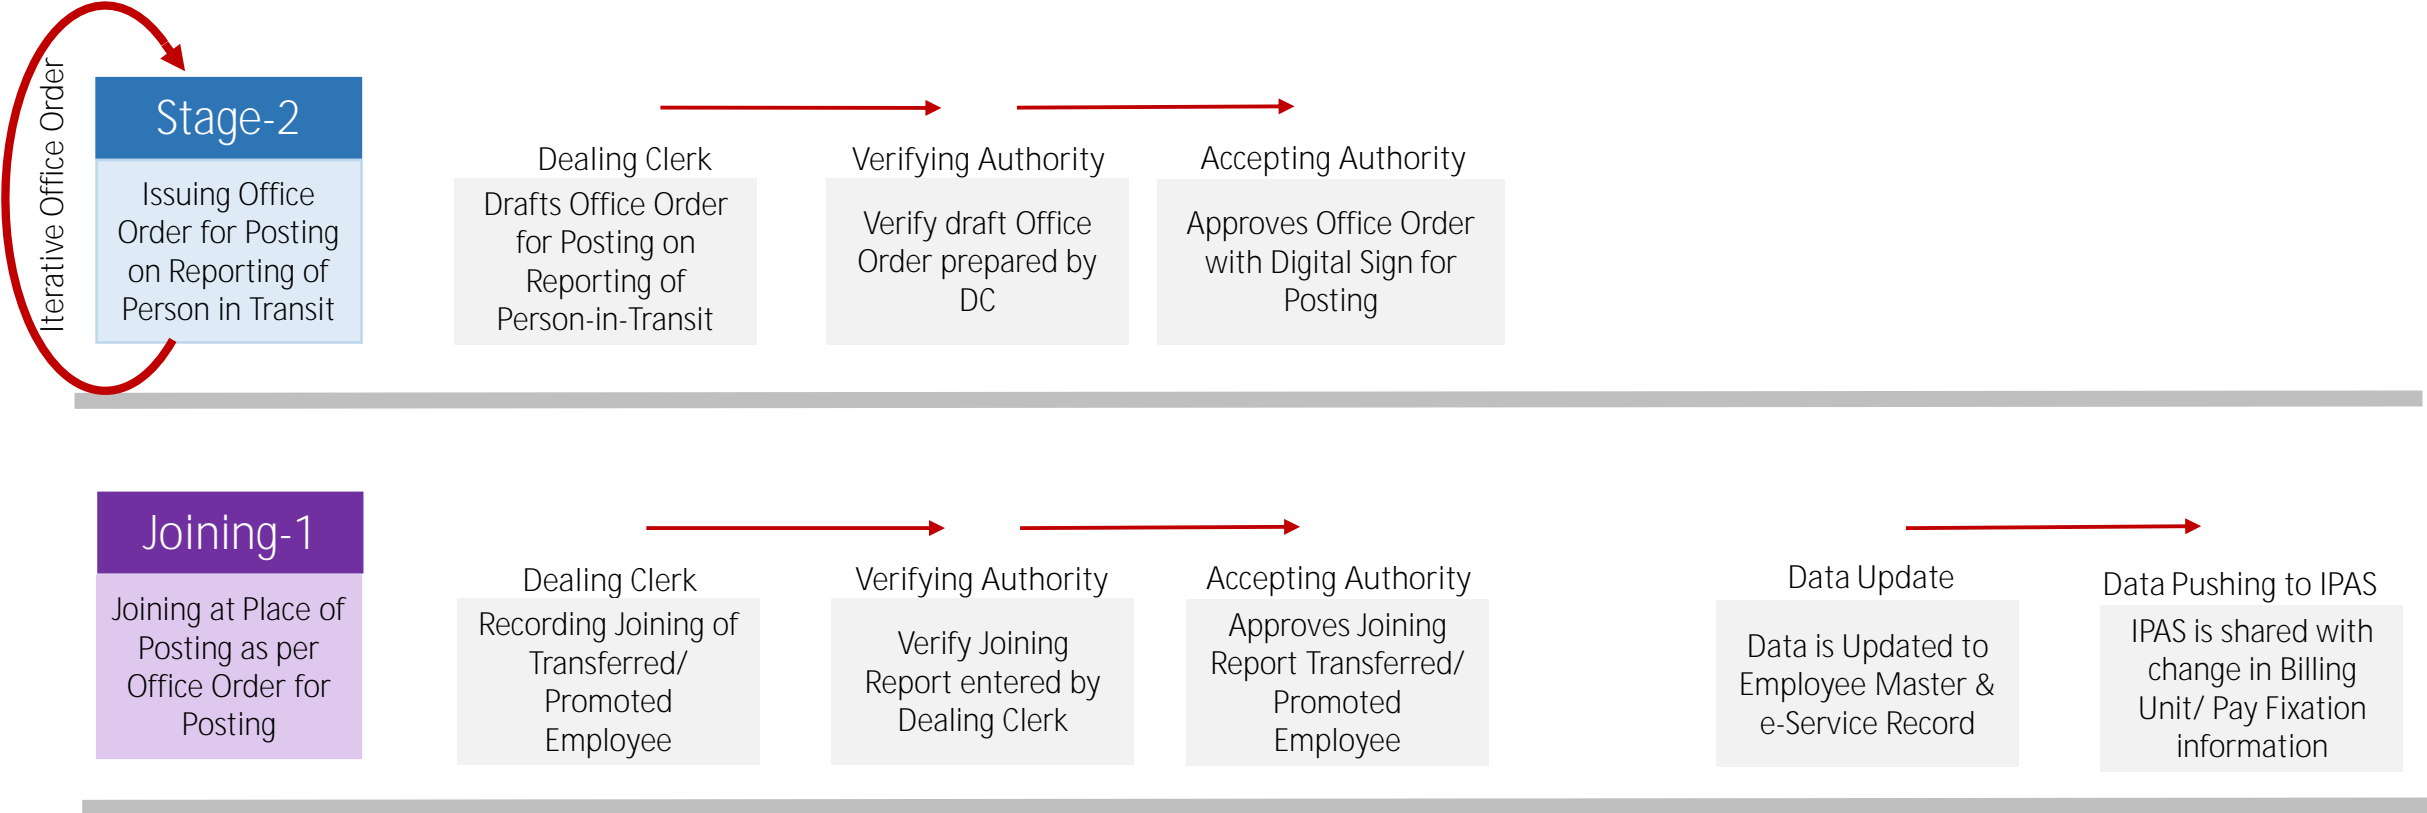 Iterative Office Order
Stage-2
Issuing Office
Order for Posting
on Reporting of
Person in Transit
Dealing Clerk
Drafts Office Order
for Posting on
Reporting of
Person-in-Transit
Verifying Authority
Verify draft Office
Order prepared by
DC
Accepting Authority
Approves Office Order
with Digital Sign for
Posting
Joining-1
Joining at Place of
Posting as per
Office Order for
Posting
Dealing Clerk
Recording Joining of
Transferred/
Promoted
Employee
Verifying Authority
Verify Joining
Report entered by
Dealing Clerk
Accepting Authority
Approves Joining
Report Transferred/
Promoted
Employee
Data Update
Data is Updated to
Employee Master &
e-Service Record
Data Pushing to IPAS
IPAS is shared with
change in Billing
Unit/ Pay Fixation
information